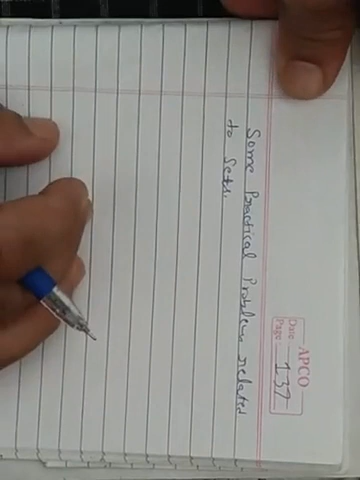 APCO
Date:
Page: 137
Some Practical Problems related
to Sets.